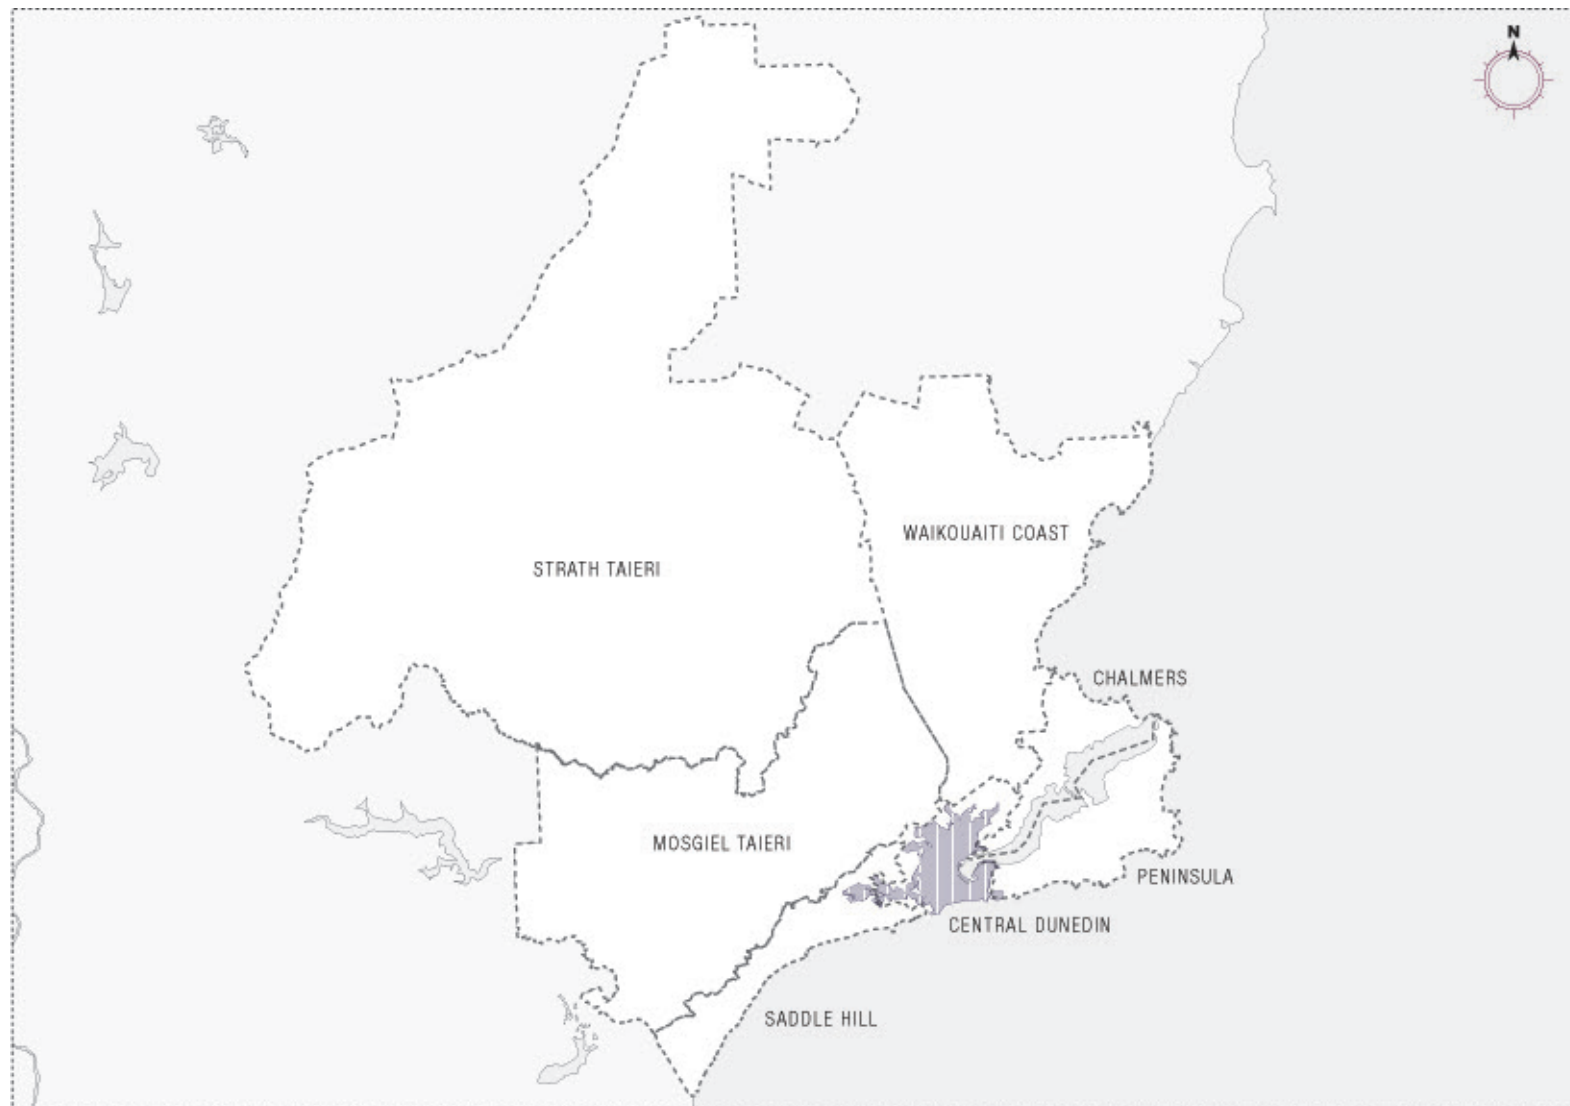 N
WAIKOUAITI COAST
STRATH TAIERI
CHALMERS
MOSGIEL TAIERI
PENINSULA
CENTRAL DUNEDIN
SADDLE HILL